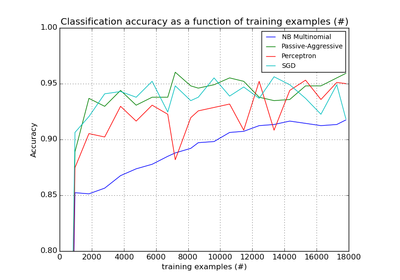 Classification accuracy as a function of training examples (#)
1.00
0.95
0.90
0.85
0.80
Accuracy
NB Multinomial
Passive-Aggressive
Perceptron
SGD
0 2000 4000 6000 8000 10000 12000 14000 16000 18000
training examples (#)